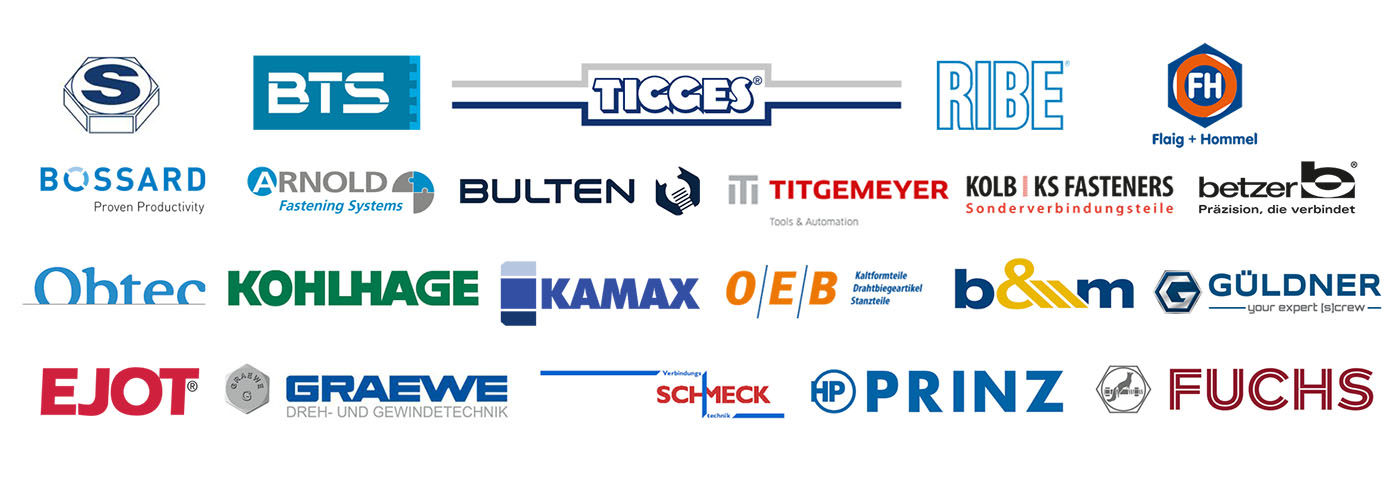 S
BTS
TIGGES®
RIBE®
FH
Flaig + Hommel
BOSSARD
Proven Productivity
ARNOLD
Fastening Systems
BULTEN
TITGEMEYER
Tools & Automation
KOLB KS FASTENERS
Sonderverbindungsteile
betzer b®
Präzision, die verbindet
Obtec
KOHLHAGE
KAMAX
O/E/B
Kaltformteile
Drahtbiegeartikel
Stanzteile
b&m
G GÜLDNER
your expert [s]crew
EJOT®
GRAEWE
G
GRAEWE
DREH- UND GEWINDETECHNIK
Verbindungs
SCHMECK
technik
HP PRINZ
FUCHS